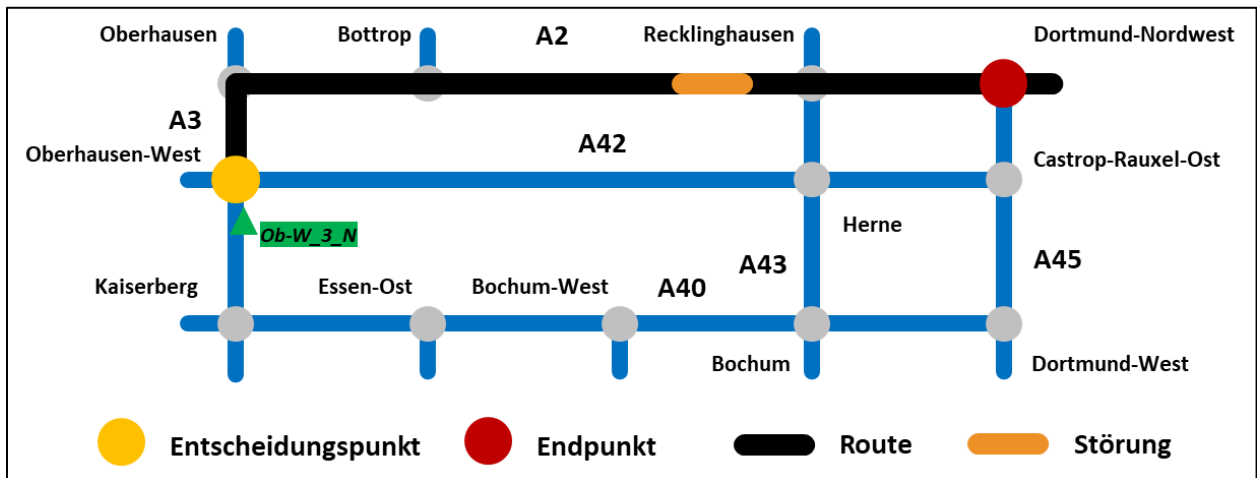 Oberhausen
Bottrop
A2
Recklinghausen
Dortmund-Nordwest
A3
Oberhausen-West
A42
Castrop-Rauxel-Ost
Ob-W_3_N
Herne
Kaiserberg
Essen-Ost
Bochum-West
A40
A43
A45
Bochum
Dortmund-West
Entscheidungspunkt
Endpunkt
Route
Störung